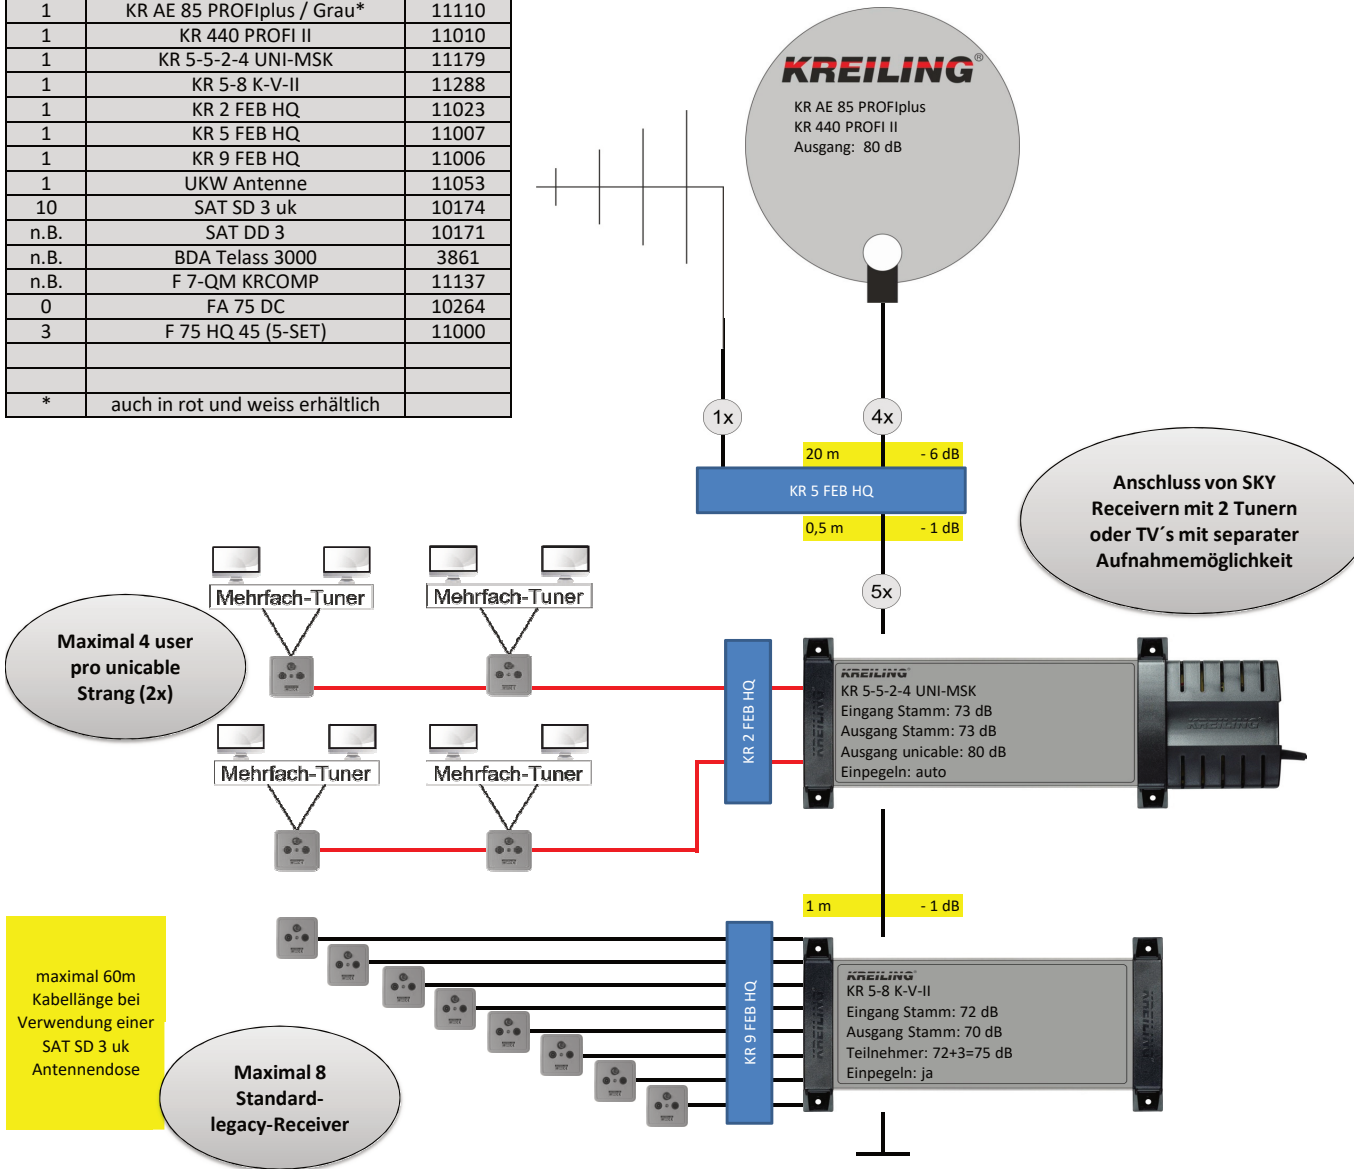 1 KR AE 85 PROFIplus / Grau* 11110
1 KR 440 PROFI II 11010
1 KR 5-5-2-4 UNI-MSK 11179
1 KR 5-8 K-V-II 11288
1 KR 2 FEB HQ 11023
1 KR 5 FEB HQ 11007
1 KR 9 FEB HQ 11006
1 UKW Antenne 11053
10 SAT SD 3 uk 10174
n.B. SAT DD 3 10171
n.B. BDA Telass 3000 3861
n.B. F 7-QM KRCOMP 11137
0 FA 75 DC 10264
3 F 75 HQ 45 (5-SET) 11000
* auch in rot und weiss erhältlich
KREILING®
KR AE 85 PROFIplus
KR 440 PROFI II
Ausgang: 80 dB
1x
4x
20 m - 6 dB
KR 5 FEB HQ
0,5 m - 1 dB
5x
Anschluss von SKY
Receivern mit 2 Tunern
oder TV´s mit separater
Aufnahmemöglichkeit
Mehrfach-Tuner
Mehrfach-Tuner
Maximal 4 user
pro unicable
Strang (2x)
Mehrfach-Tuner
Mehrfach-Tuner
KR 2 FEB HQ
KREILING
KREILING
KR 5-5-2-4 UNI-MSK
Eingang Stamm: 73 dB
Ausgang Stamm: 73 dB
Ausgang unicable: 80 dB
Einpegeln: auto
KREILING
1 m - 1 dB
maximal 60m
Kabellänge bei
Verwendung einer
SAT SD 3 uk
Antennendose
Maximal 8
Standard-
legacy-Receiver
KR 9 FEB HQ
KREILING
KREILING
KR 5-8 K-V-II
Eingang Stamm: 72 dB
Ausgang Stamm: 70 dB
Teilnehmer: 72+3=75 dB
Einpegeln: ja
KREILING